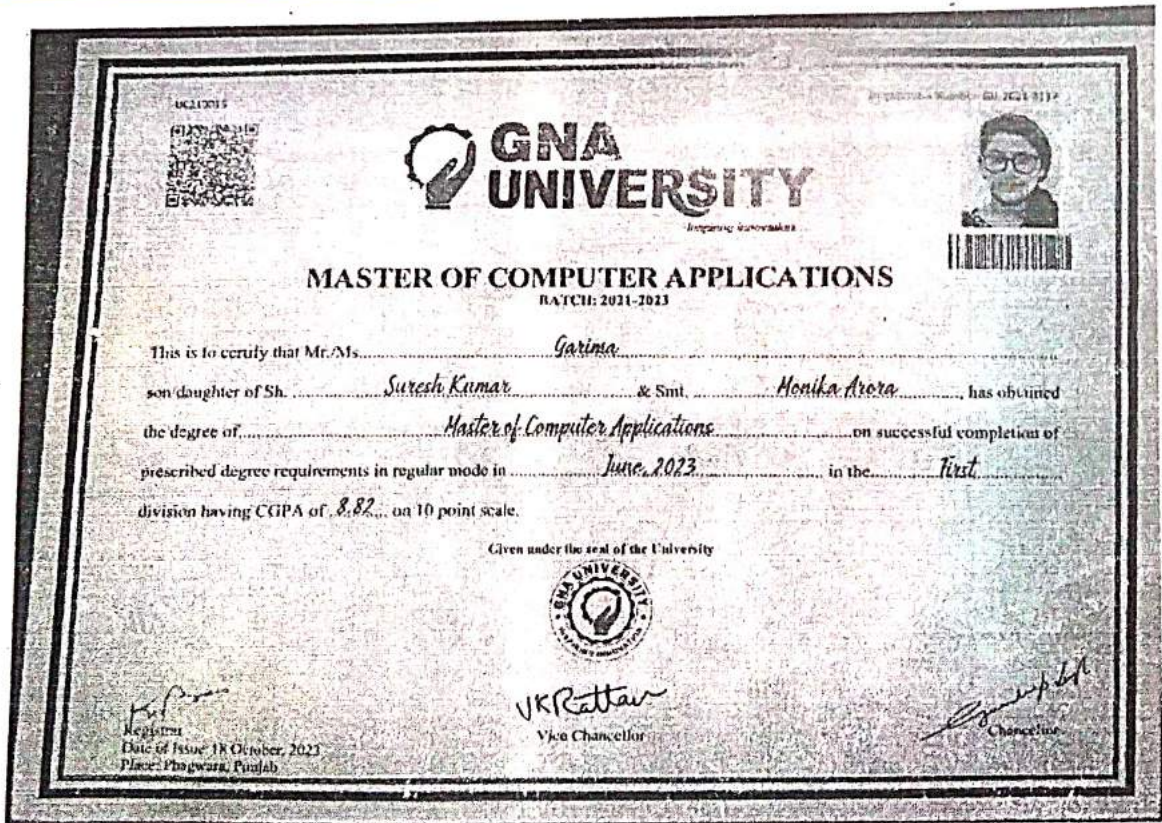 GNA
UNIVERSITY
MASTER OF COMPUTER APPLICATIONS
BATCH: 2021-2023
This is to certify that Mr./Ms. Garima
son/daughter of Sh. Suresh Kumar & Smt. Monika Arora, has obtained
the degree of Master of Computer Applications on successful completion of
prescribed degree requirements in regular mode in June, 2023 in the First
division having CGPA of 8.82 on 10 point scale.
Given under the seal of the University
GNA UNIVERSITY
VKRattan
Registrar
Vice Chancellor
Chancellor
Date of Issue: 18 October, 2023
Place: Phagwara, Punjab